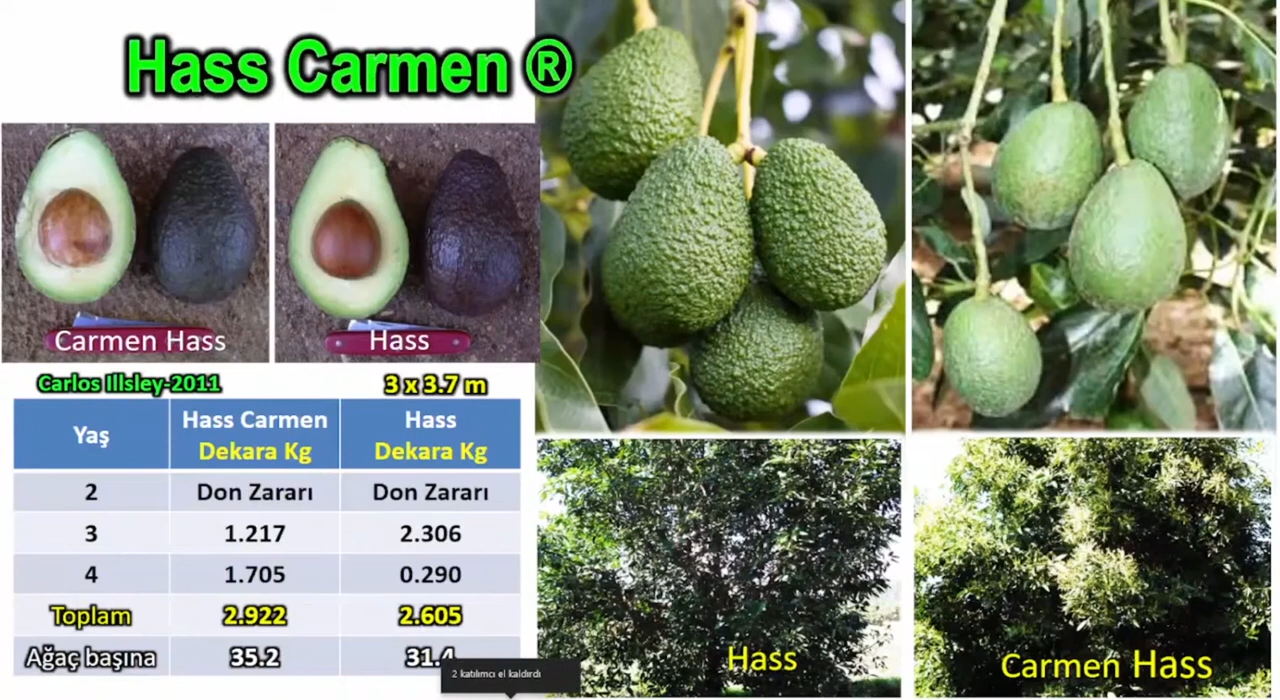 Hass Carmen ®
Carmen Hass
Hass
Carlos Illsley-2011
3 x 3.7 m
Yaş Hass Carmen Dekara Kg Hass Dekara Kg
2 Don Zararı Don Zararı
3 1.217 2.306
4 1.705 0.290
Toplam 2.922 2.605
Ağaç başına 35.2 31.4
2 katılımcı el kaldırdı
Hass
Carmen Hass